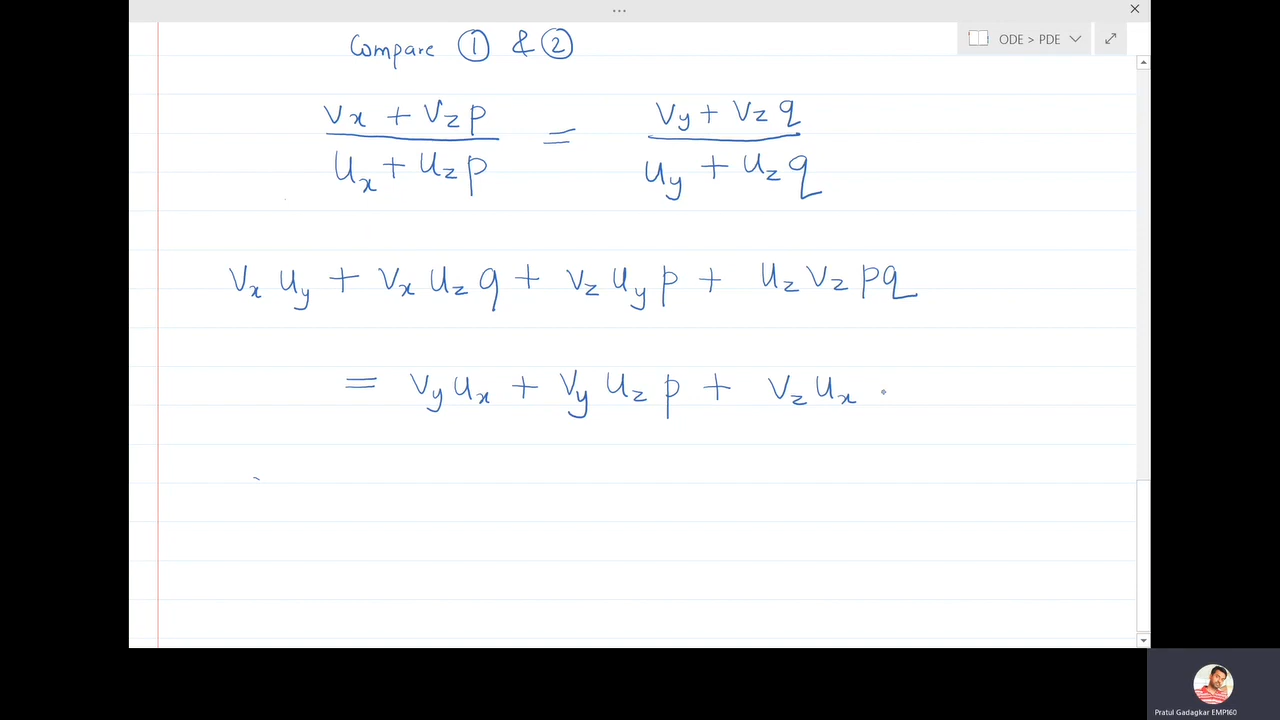 ODE > PDE
Compare ① & ②
Vx + Vz p / Ux + Uz p = Vy + Vz q / Uy + Uz q
Vx Uy + Vx Uz q + Vz Uy p + Uz Vz pq
= Vy Ux + Vy Uz p + Vz Ux
Pratul Gadagkar EMP160